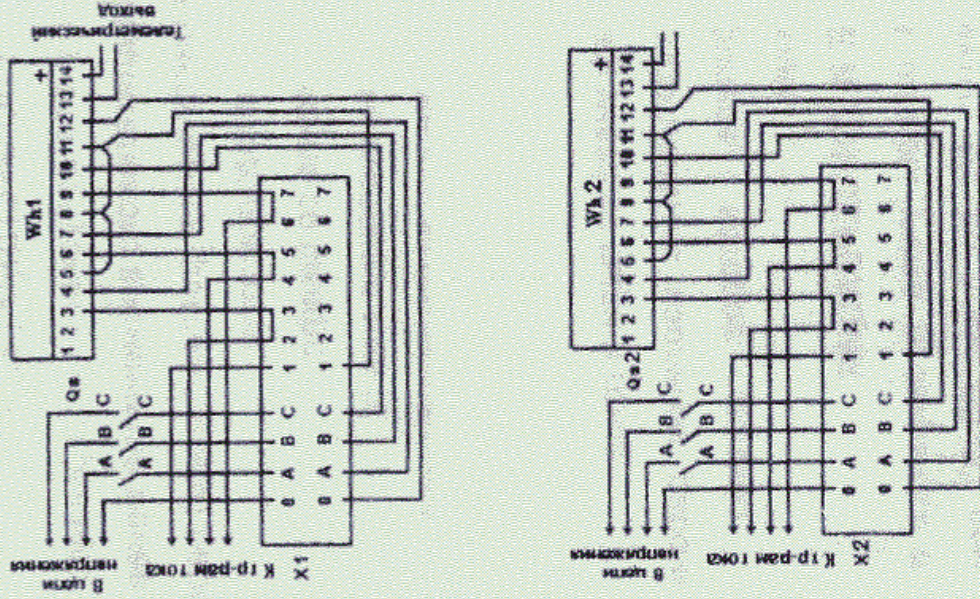 Телеметрический
выход
Wh1 +
1 2 3 4 5 6 7 8 9 10 11 12 13 14
Qs
A B C
A B C
В цепи
напряжения
К тр-рам тока
0 A B C 1 2 3 4 5 6 7
0 A B C 1 2 3 4 5 6 7
X1
Wh2 +
1 2 3 4 5 6 7 8 9 10 11 12 13 14
Qs2
A B C
A B C
В цепи
напряжения
К тр-рам тока
0 A B C 1 2 3 4 5 6 7
0 A B C 1 2 3 4 5 6 7
X2